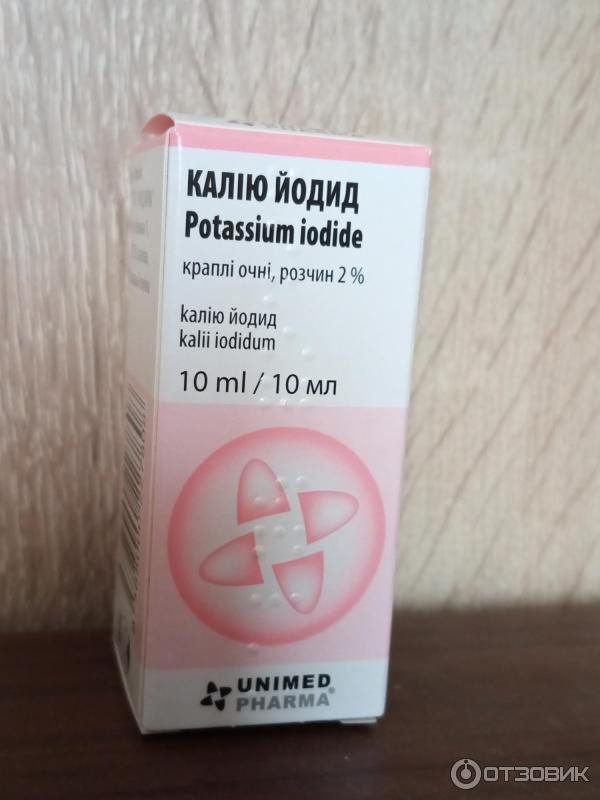 КАЛІЮ ЙОДИД
Potassium iodide
краплі очні, розчин 2 %
калію йодид
kalii iodidum
10 ml / 10 мл
UNIMED
PHARMA®
ОТЗОВИК